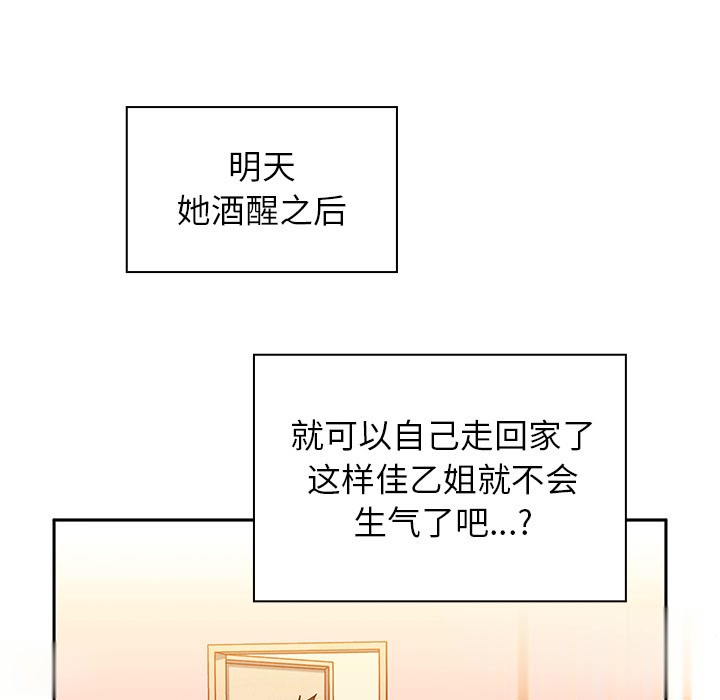 明天
她酒醒之后
就可以自己走回家了
这样佳乙姐就不会
生气了吧...?